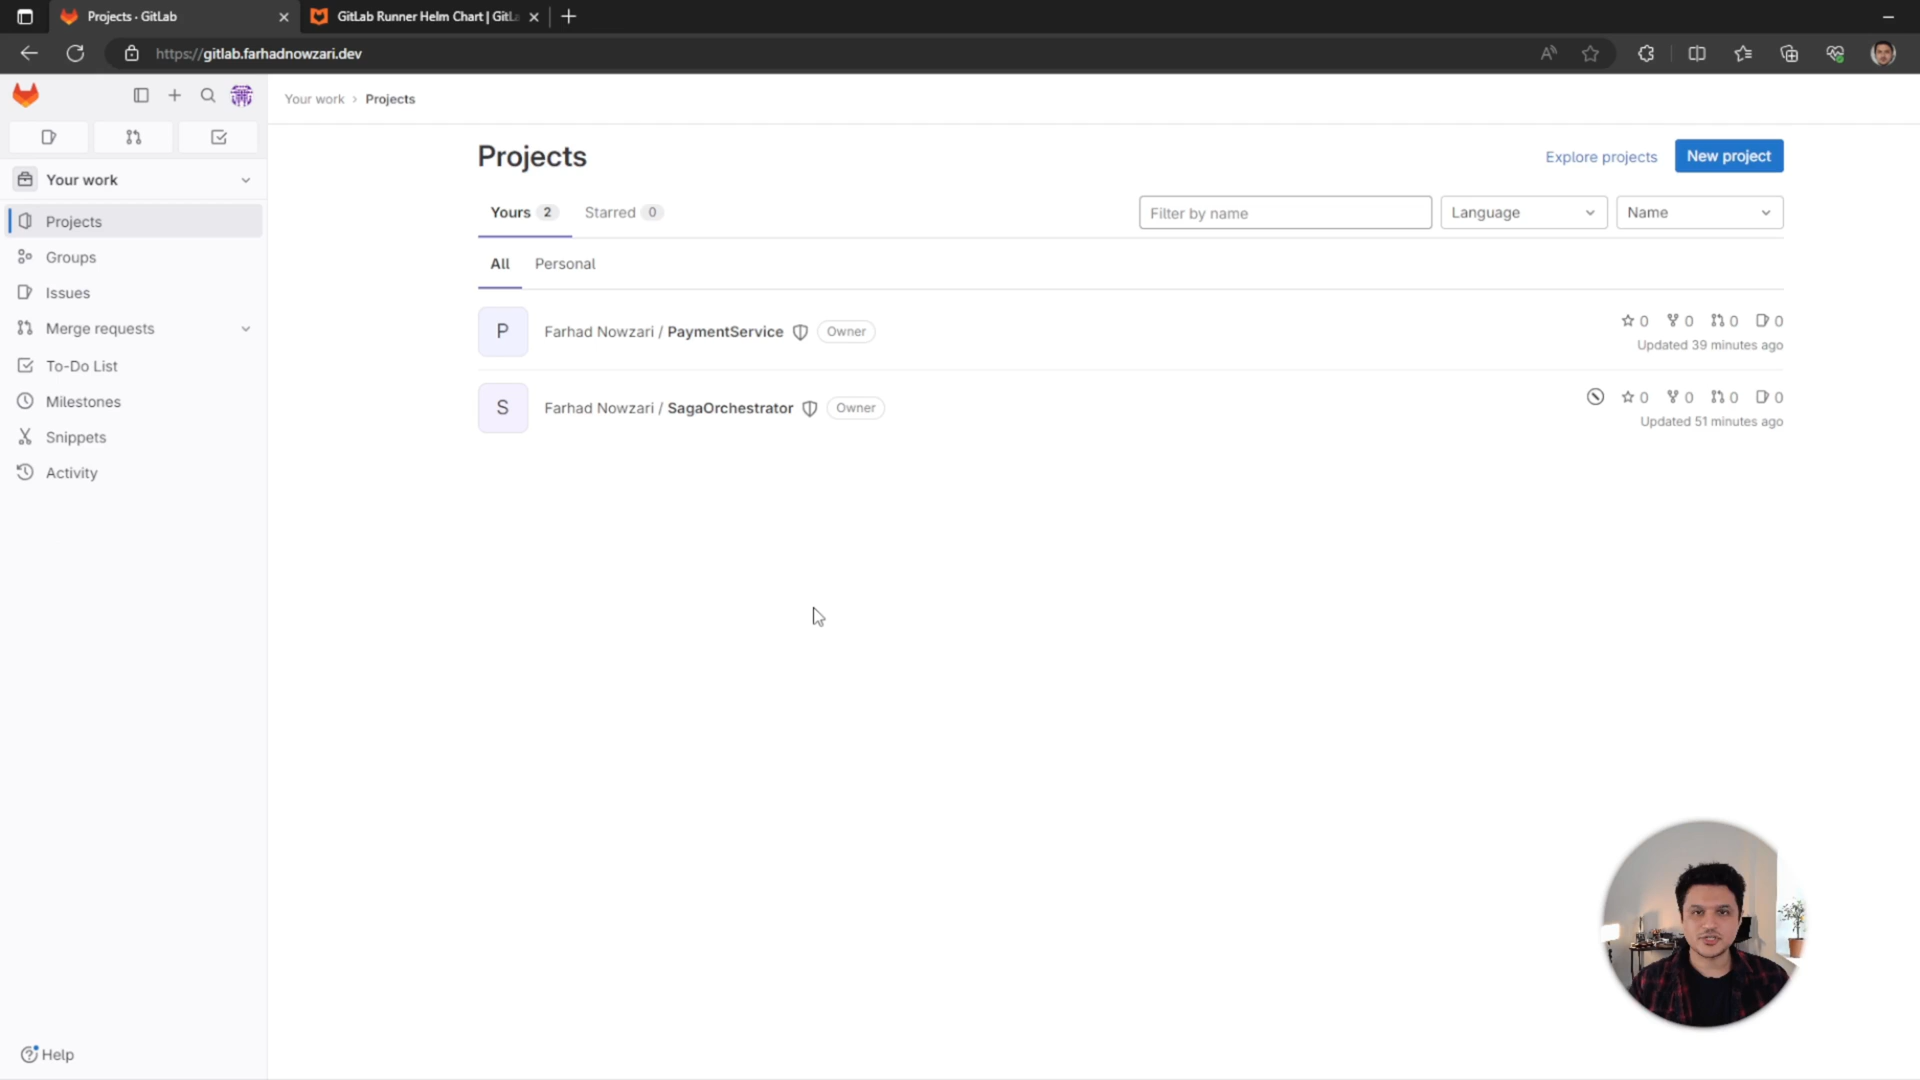 Projects · GitLab
GitLab Runner Helm Chart | GitLa
https://gitlab.farhadnowzari.dev
Your work › Projects
Your work
Projects
Groups
Issues
Merge requests
To-Do List
Milestones
Snippets
Activity
Help
Projects
Explore projects
New project
Yours 2
Starred 0
Filter by name
Language
Name
All
Personal
P
Farhad Nowzari / PaymentService
Owner
0 0 0 0
Updated 39 minutes ago
S
Farhad Nowzari / SagaOrchestrator
Owner
0 0 0 0
Updated 51 minutes ago